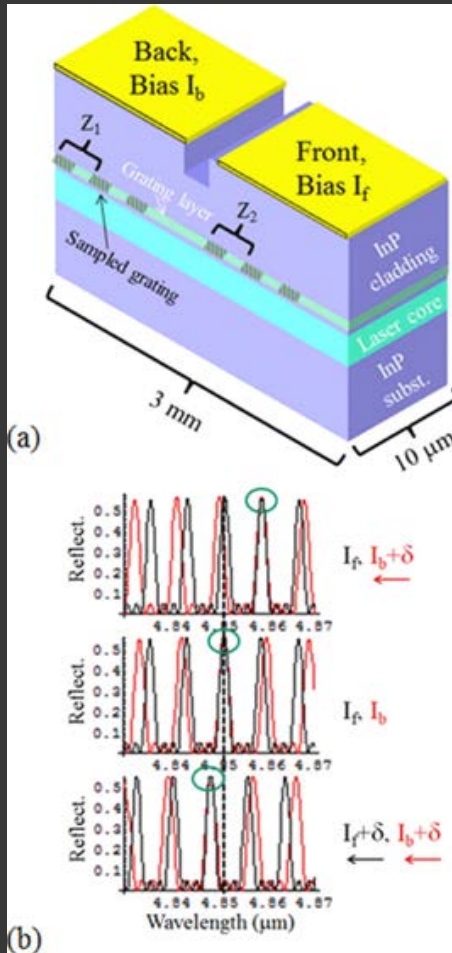 Back,
Bias I_b
Z_1
Front,
Bias I_f
Grating layer
Z_2
Sampled grating
InP
cladding
Laser core
InP
subst.
3 mm
10 μm
(a)
Reflect.
0.5
0.4
0.3
0.2
0.1
4.84 4.85 4.86 4.87
I_f, I_b+δ
Reflect.
0.5
0.4
0.3
0.2
0.1
4.84 4.85 4.86 4.87
I_f, I_b
Reflect.
0.5
0.4
0.3
0.2
0.1
4.84 4.85 4.86 4.87
I_f+δ, I_b+δ
Wavelength (μm)
(b)